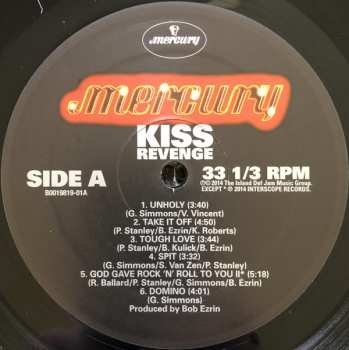 mercury
mercury
KISS
REVENGE
SIDE A
B0019819-01A
33 1/3 RPM
℗©2014 The Island Def Jam Music Group.
EXCEPT * ℗ 2014 INTERSCOPE RECORDS.
1. UNHOLY (3:40)
(G. Simmons/V. Vincent)
2. TAKE IT OFF (4:50)
(P. Stanley/B. Ezrin/K. Roberts)
3. TOUGH LOVE (3:44)
(P. Stanley/B. Kulick/B. Ezrin)
4. SPIT (3:32)
(G. Simmons/S. Van Zen/P. Stanley)
5. GOD GAVE ROCK 'N' ROLL TO YOU II* (5:18)
(R. Ballard/P. Stanley/G. Simmons/B. Ezrin)
6. DOMINO (4:01)
(G. Simmons)
Produced by Bob Ezrin